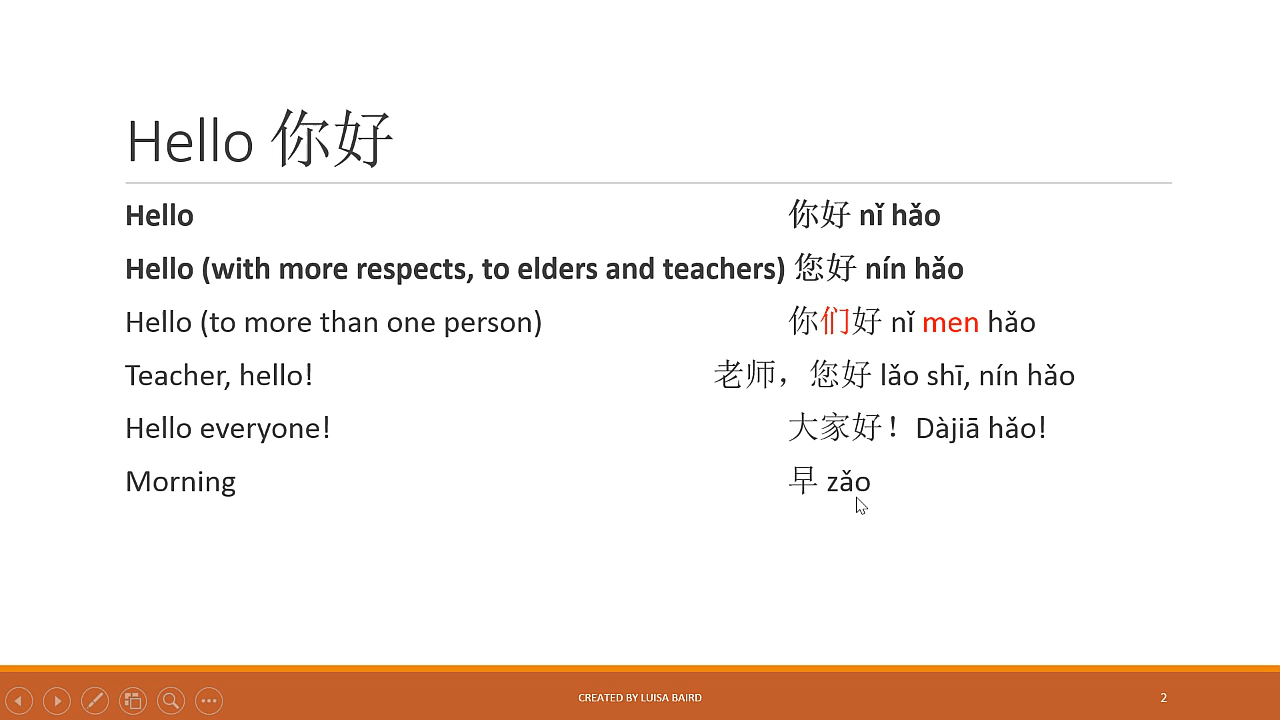 Hello 你好
Hello 你好 nǐ hǎo
Hello (with more respects, to elders and teachers) 您好 nín hǎo
Hello (to more than one person) 你们好 nǐ men hǎo
Teacher, hello! 老师，您好 lǎo shī, nín hǎo
Hello everyone! 大家好！Dàjiā hǎo!
Morning 早 zǎo
CREATED BY LUISA BAIRD 2